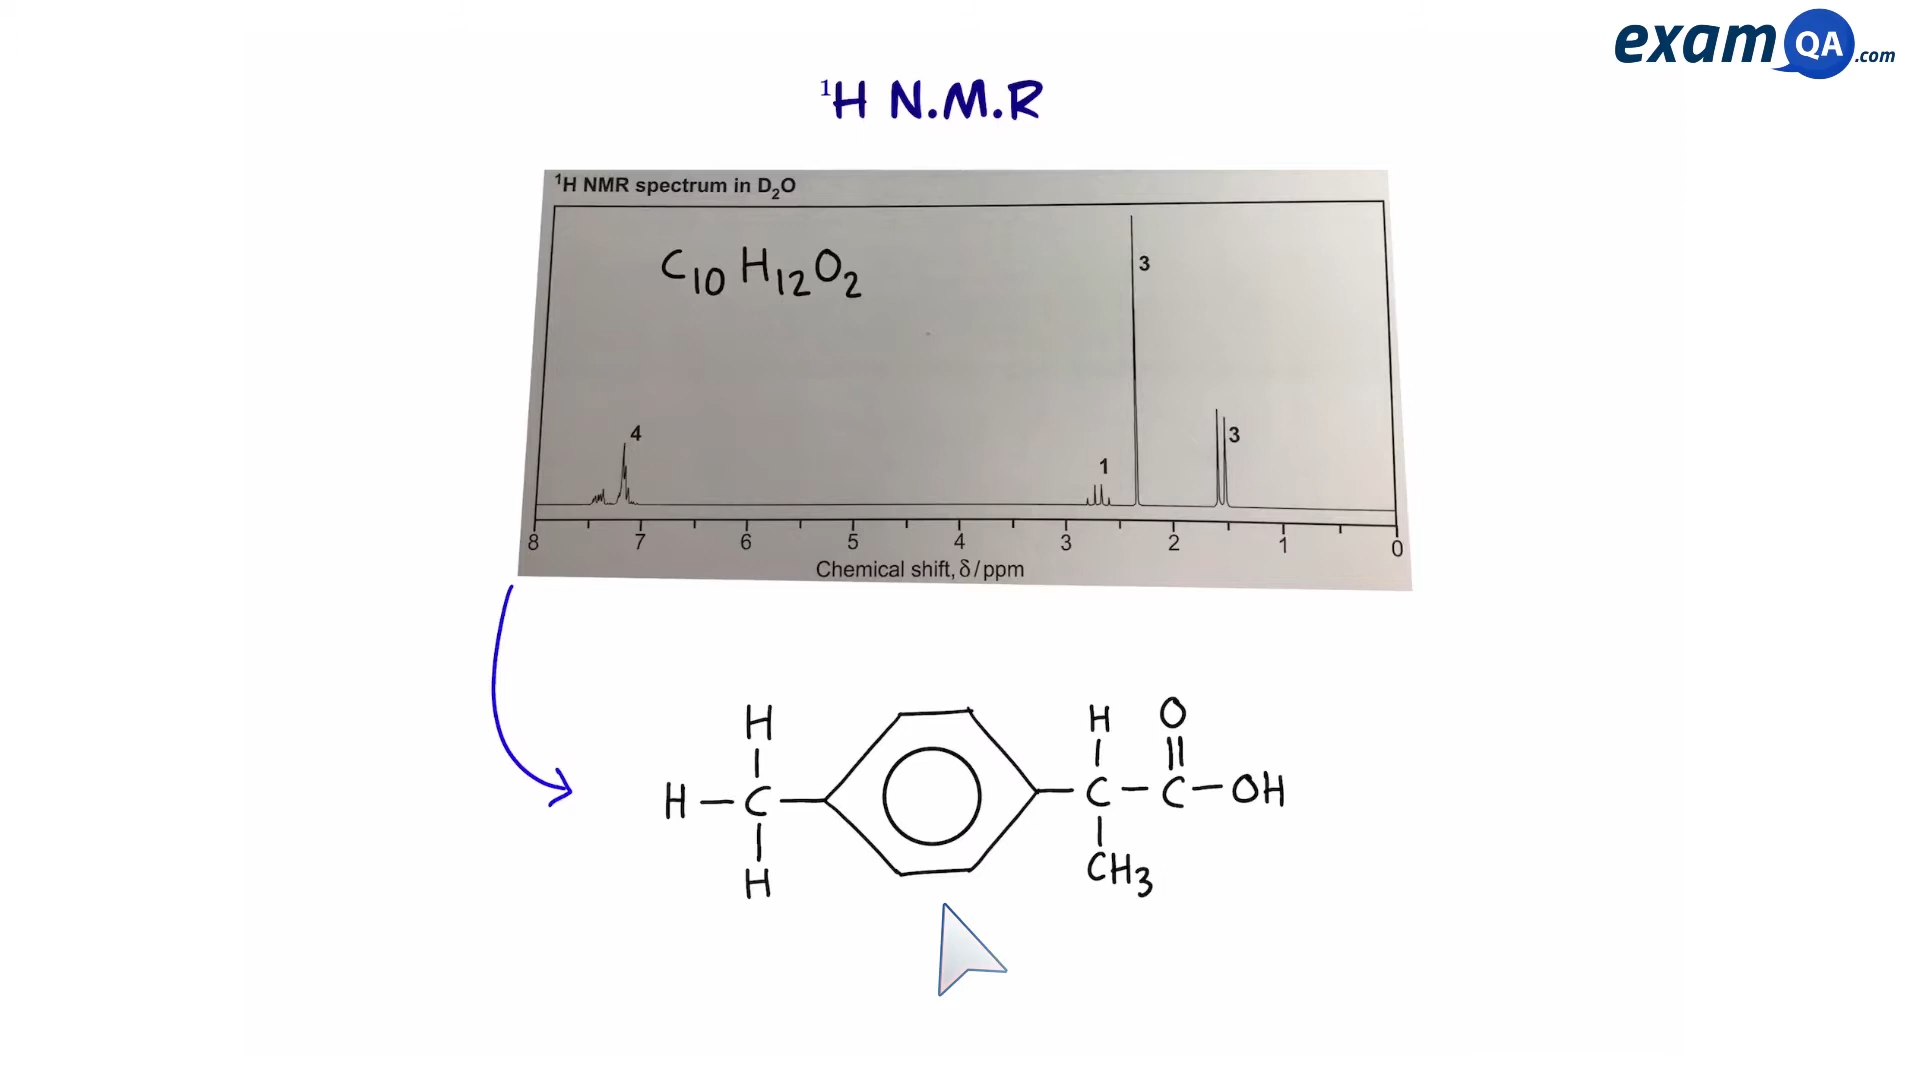 examQA.com
¹H N.M.R
¹H NMR spectrum in D₂O
C₁₀H₁₂O₂
3
4
3
1
8 7 6 5 4 3 2 1 0
Chemical shift, δ/ppm
H H O
H–C C–C–OH
H CH₃